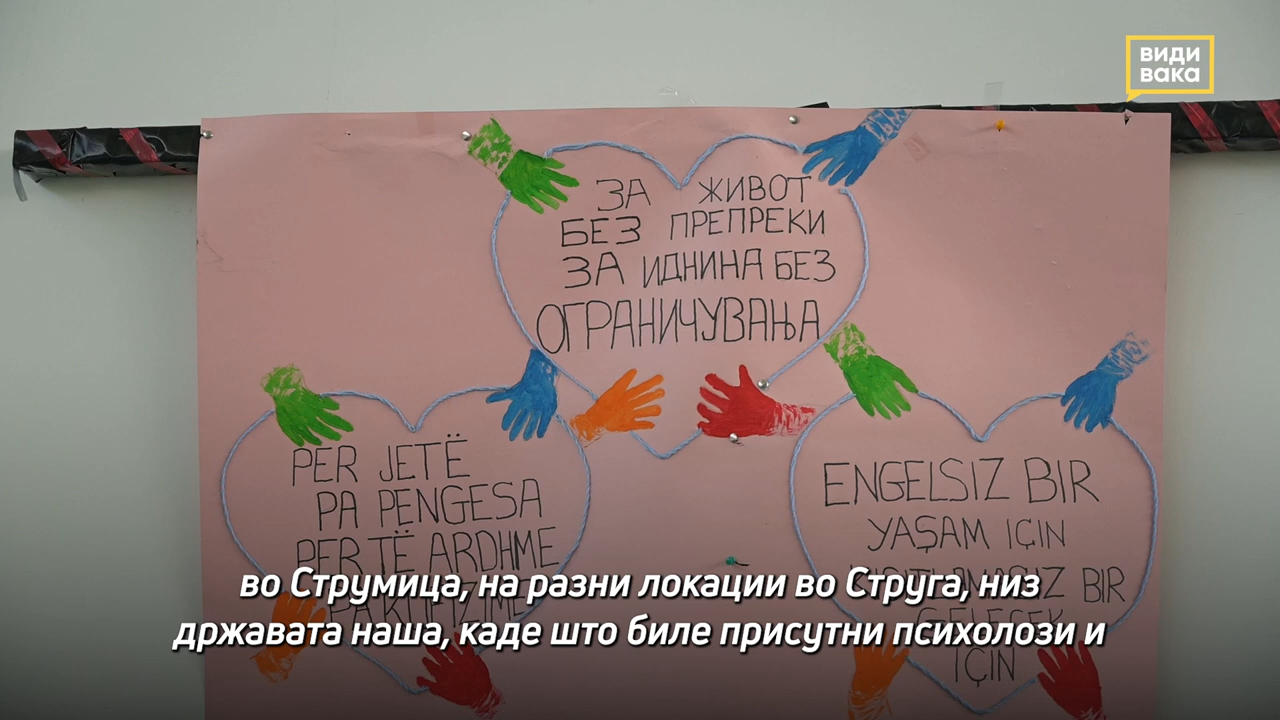 види
вака
ЗА ЖИВОТ
БЕЗ ПРЕПРЕКИ
ЗА ИДНИНА БЕЗ
ОГРАНИЧУВАЊА
PER JETË
PA PENGESA
PER TË ARDHME
ENGELSIZ BIR
YAŞAM IÇIN
BIR
IÇIN
во Струмица, на разни локации во Струга, низ
државата наша, каде што биле присутни психолози и